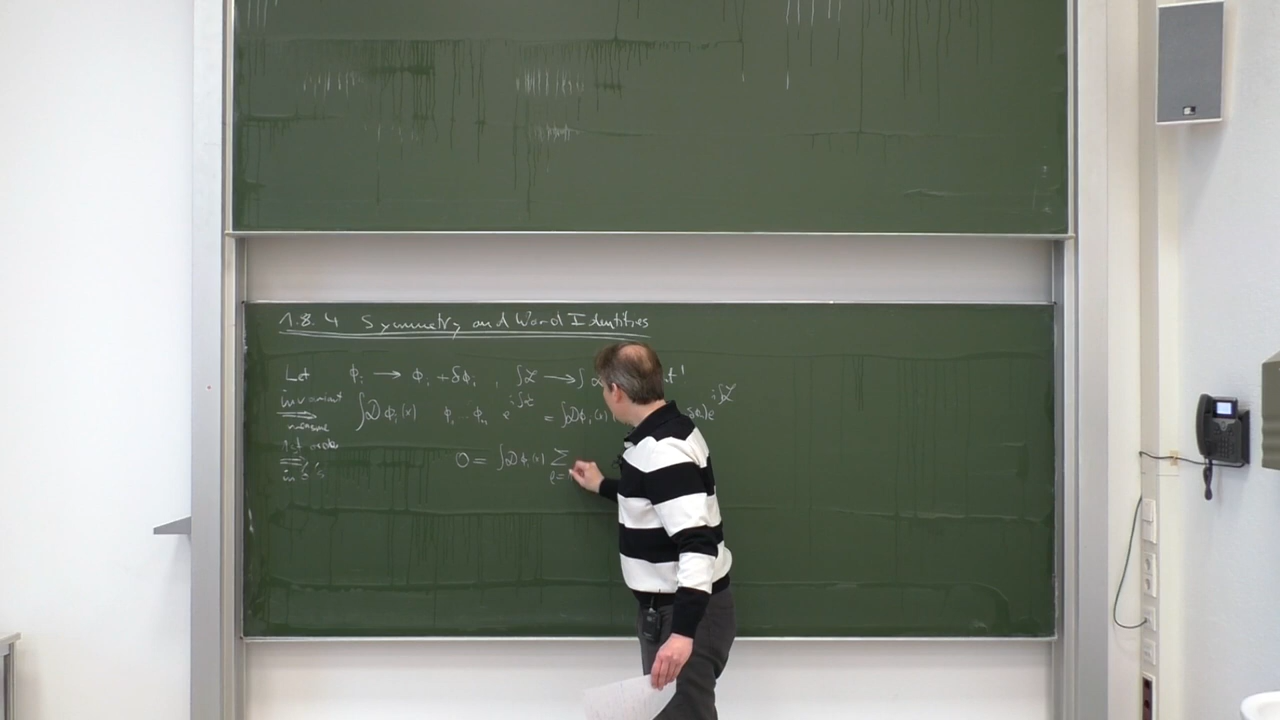 1.8.4 Symmetry and Ward Identities
Let φᵢ → φᵢ + δφᵢ , ∫ℒ → ∫
invariant
measure
⟹ ∫𝒟φᵢ(x) φ₁ … φₙ e^{i∫ℒ} = ∫𝒟φᵢ(x) e^{i∫ℒ}
1st order
in δ's
⟹ 0 = ∫𝒟φᵢ(x) Σ